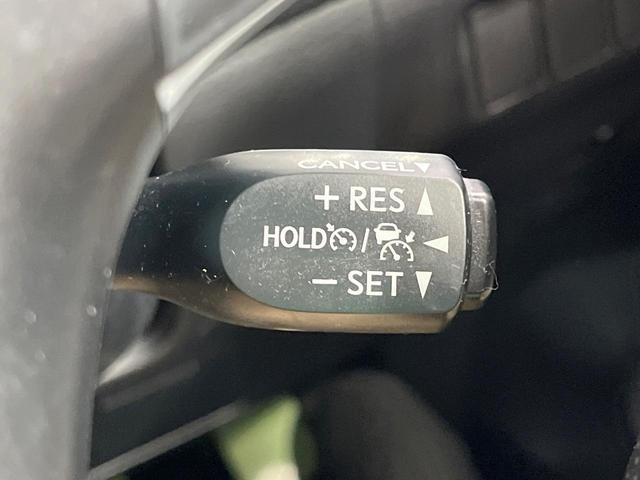 CANCEL▼
+ RES ▲
HOLD / ◀
− SET ▼